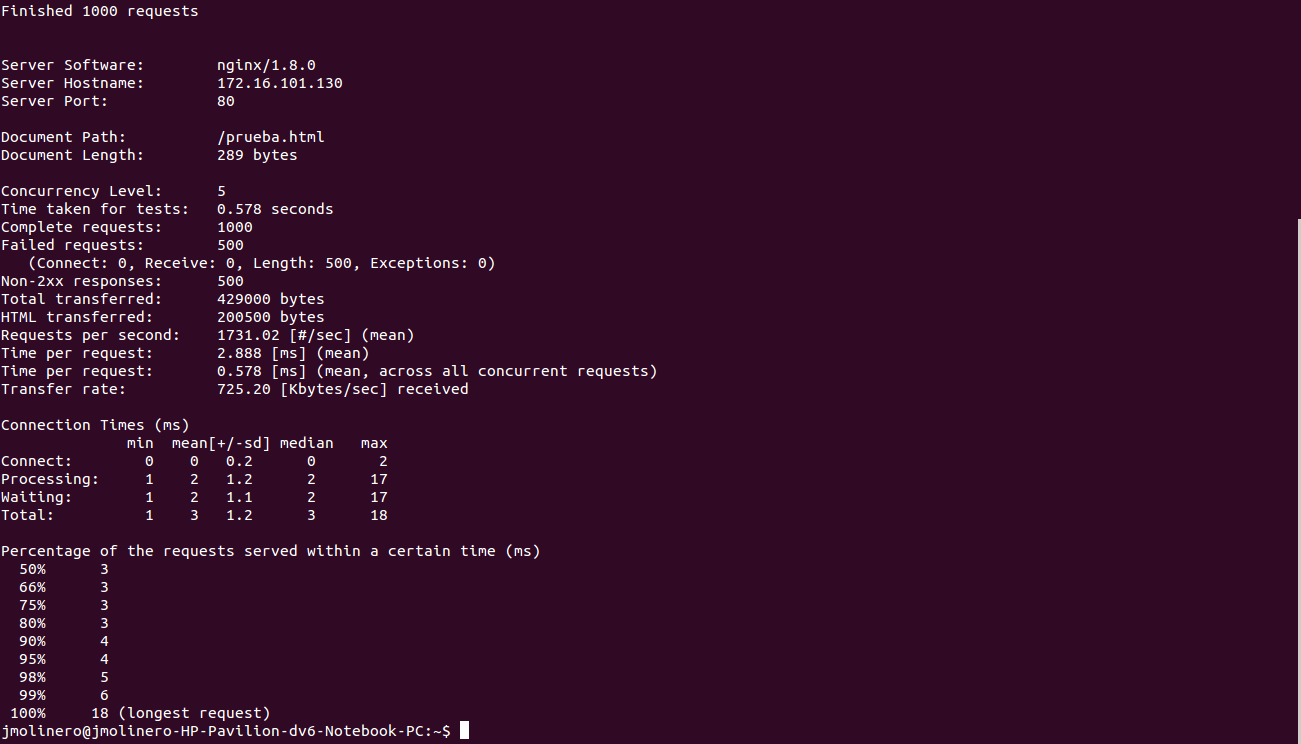 Finished 1000 requests
Server Software:        nginx/1.8.0
Server Hostname:        172.16.101.130
Server Port:            80
Document Path:          /prueba.html
Document Length:        289 bytes
Concurrency Level:      5
Time taken for tests:   0.578 seconds
Complete requests:      1000
Failed requests:        500
   (Connect: 0, Receive: 0, Length: 500, Exceptions: 0)
Non-2xx responses:      500
Total transferred:      429000 bytes
HTML transferred:       200500 bytes
Requests per second:    1731.02 [#/sec] (mean)
Time per request:       2.888 [ms] (mean)
Time per request:       0.578 [ms] (mean, across all concurrent requests)
Transfer rate:          725.20 [Kbytes/sec] received
Connection Times (ms)
              min  mean[+/-sd] median   max
Connect:        0    0   0.2      0       2
Processing:     1    2   1.2      2      17
Waiting:        1    2   1.1      2      17
Total:          1    3   1.2      3      18
Percentage of the requests served within a certain time (ms)
  50%      3
  66%      3
  75%      3
  80%      3
  90%      4
  95%      4
  98%      5
  99%      6
 100%     18 (longest request)
jmolinero@jmolinero-HP-Pavilion-dv6-Notebook-PC:~$